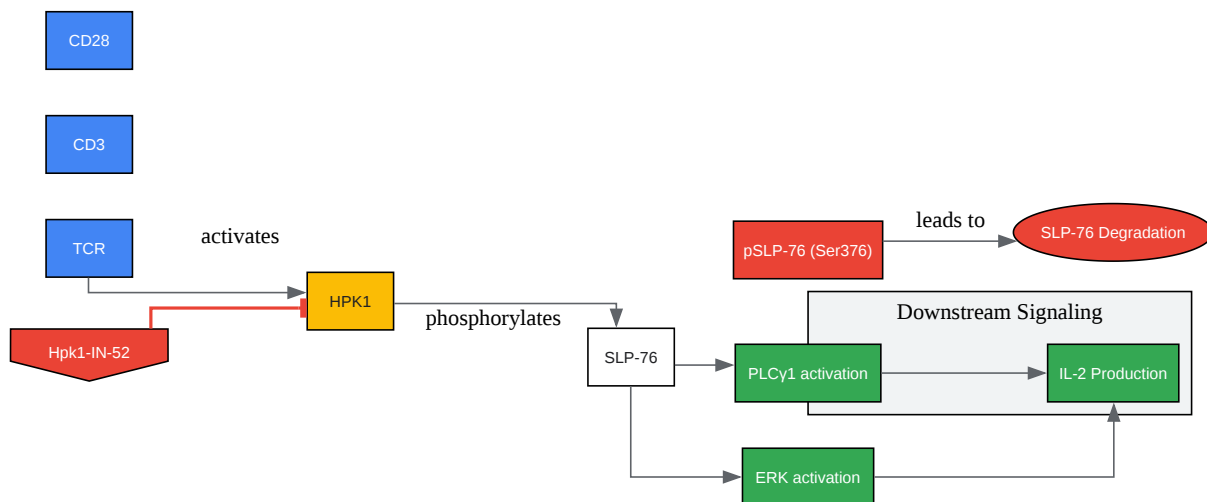 CD28
CD3
TCR
activates
Hpk1-IN-52
HPK1
phosphorylates
SLP-76
pSLP-76 (Ser376)
leads to
SLP-76 Degradation
Downstream Signaling
PLCγ1 activation
IL-2 Production
ERK activation